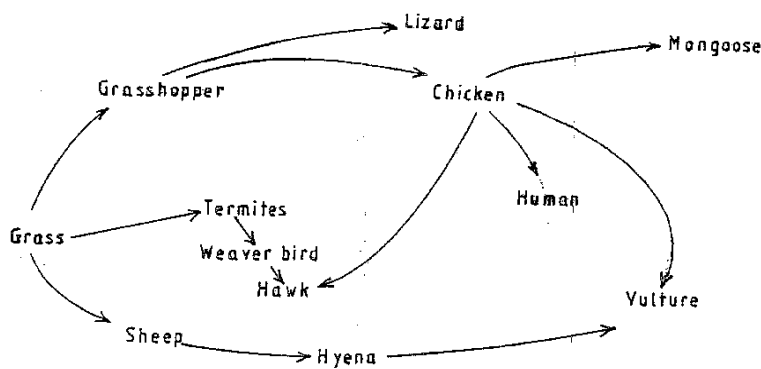 Lizard
Mongoose
Grasshopper
Chicken
Human
Termites
Grass
Weaver bird
Hawk
Vulture
Sheep
Hyena